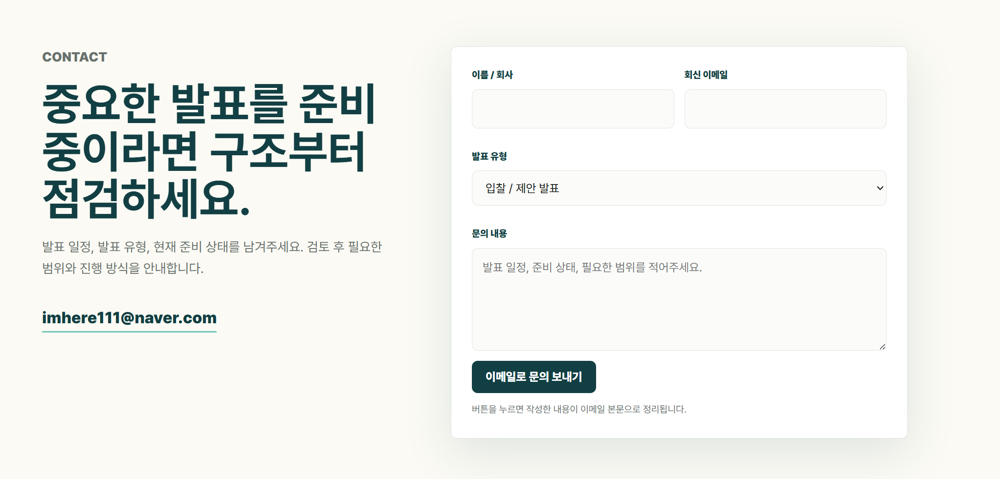 CONTACT
중요한 발표를 준비
중이라면 구조부터
점검하세요.
발표 일정, 발표 유형, 현재 준비 상태를 남겨주세요. 검토 후 필요한
범위와 진행 방식을 안내합니다.
imhere111@naver.com
이름 / 회사
회신 이메일
발표 유형
입찰 / 제안 발표
문의 내용
발표 일정, 준비 상태, 필요한 범위를 적어주세요.
이메일로 문의 보내기
버튼을 누르면 작성한 내용이 이메일 본문으로 정리됩니다.